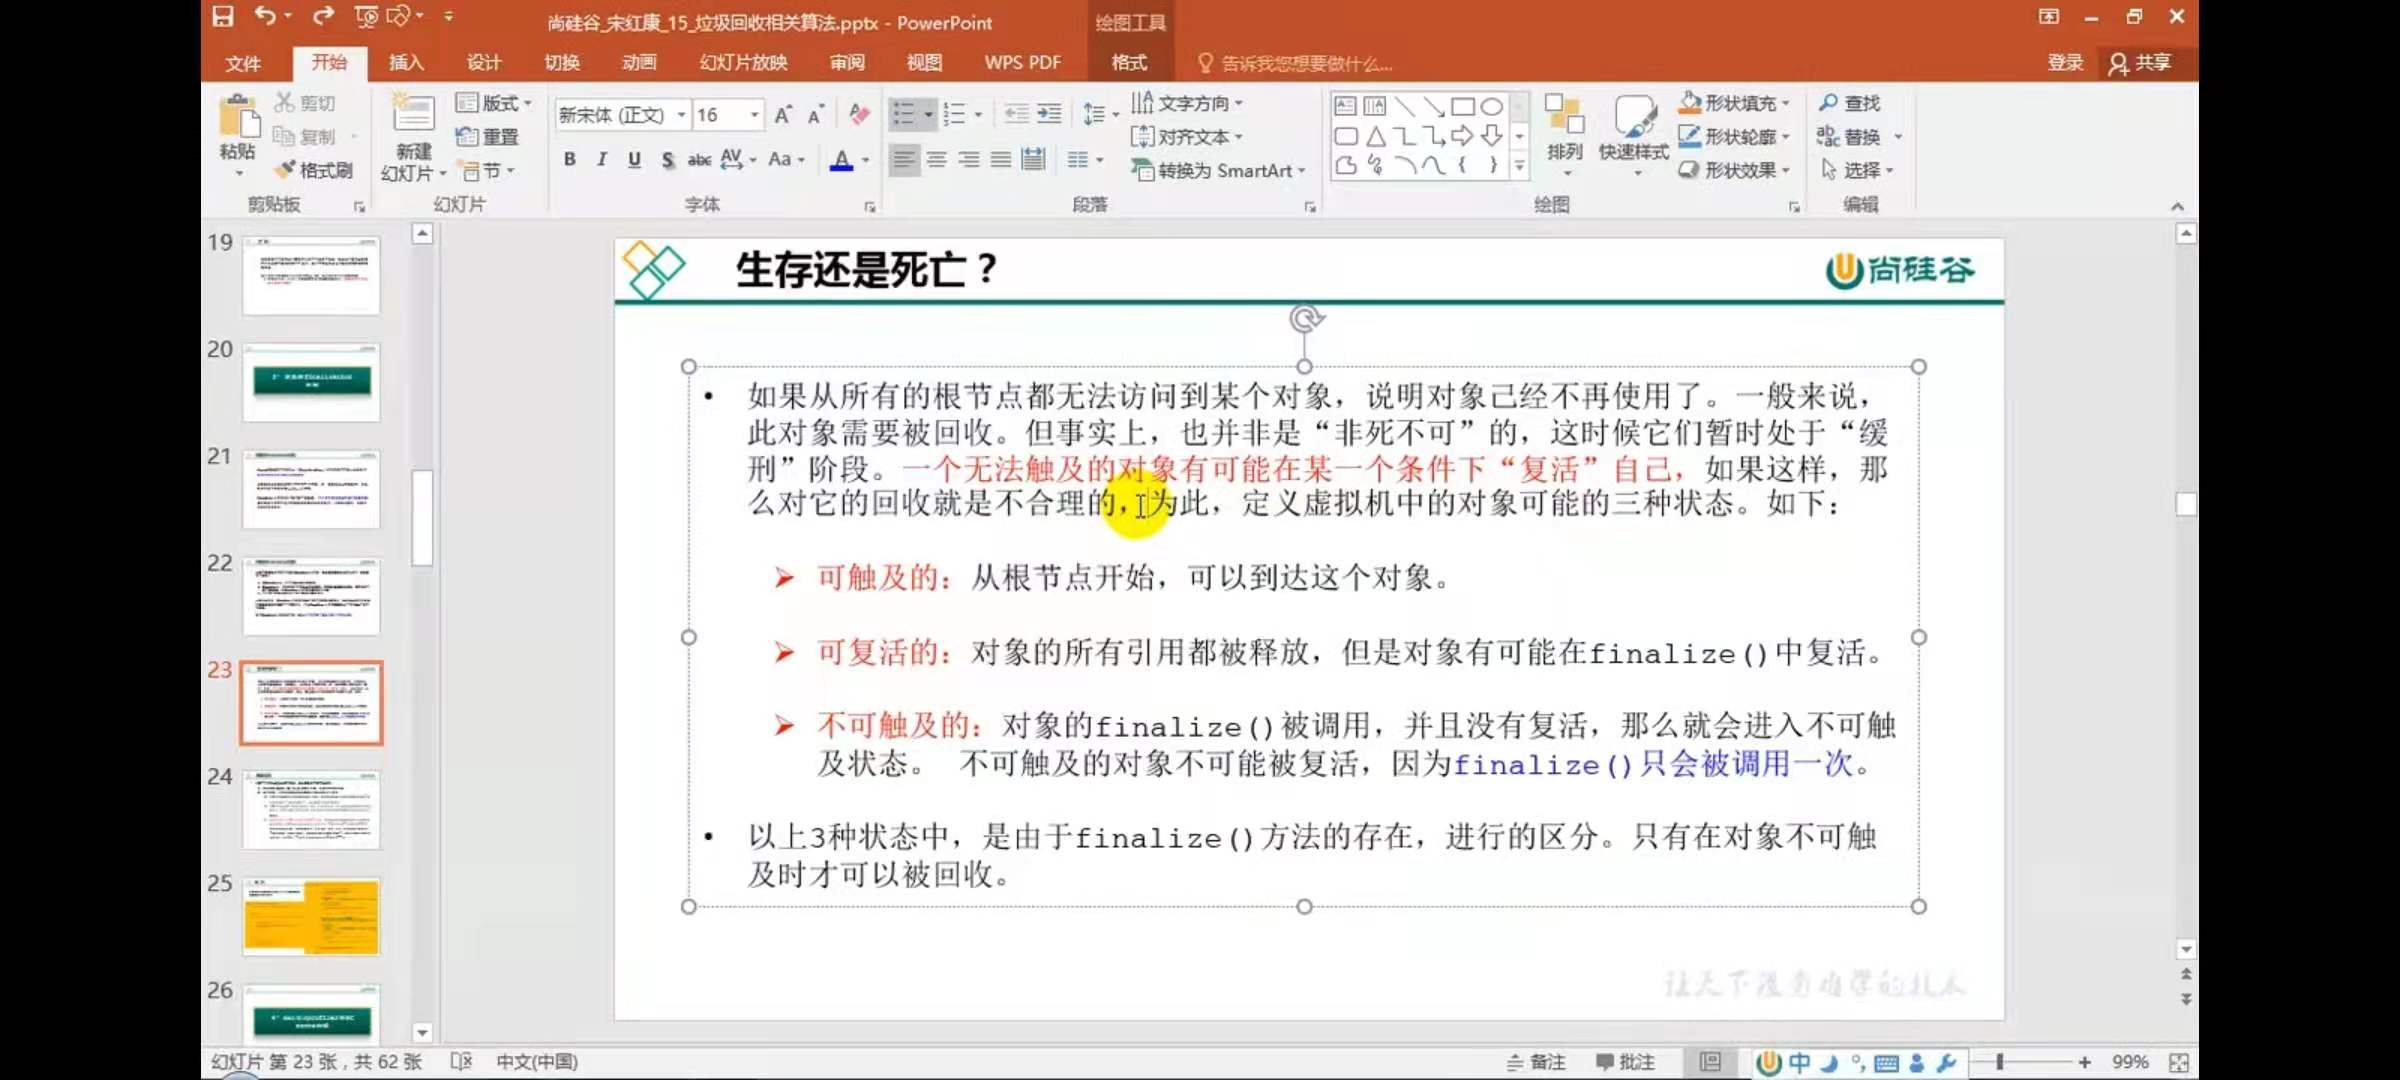 尚硅谷_宋红康_15_垃圾回收相关算法.pptx - PowerPoint
绘图工具
文件
开始
插入
设计
切换
动画
幻灯片放映
审阅
视图
WPS PDF
格式
告诉我您想要做什么...
登录
共享
粘贴
剪切
复制
格式刷
剪贴板
新建
幻灯片
版式
重置
节
幻灯片
新宋体 (正文)
16
B I U S abc AV Aa A
字体
文字方向
对齐文本
转换为 SmartArt
段落
排列
快速样式
形状填充
形状轮廓
形状效果
绘图
查找
替换
选择
编辑
19
20
21
22
23
24
25
26
生存还是死亡？
尚硅谷
• 如果从所有的根节点都无法访问到某个对象，说明对象己经不再使用了。一般来说，
此对象需要被回收。但事实上，也并非是“非死不可”的，这时候它们暂时处于“缓
刑”阶段。一个无法触及的对象有可能在某一个条件下“复活”自己，如果这样，那
么对它的回收就是不合理的，为此，定义虚拟机中的对象可能的三种状态。如下：
➤ 可触及的：从根节点开始，可以到达这个对象。
➤ 可复活的：对象的所有引用都被释放，但是对象有可能在finalize()中复活。
➤ 不可触及的：对象的finalize()被调用，并且没有复活，那么就会进入不可触
及状态。 不可触及的对象不可能被复活，因为finalize()只会被调用一次。
• 以上3种状态中，是由于finalize()方法的存在，进行的区分。只有在对象不可触
及时才可以被回收。
让天下没有难学的技术
幻灯片 第 23 张，共 62 张
中文(中国)
备注
批注
中
99%